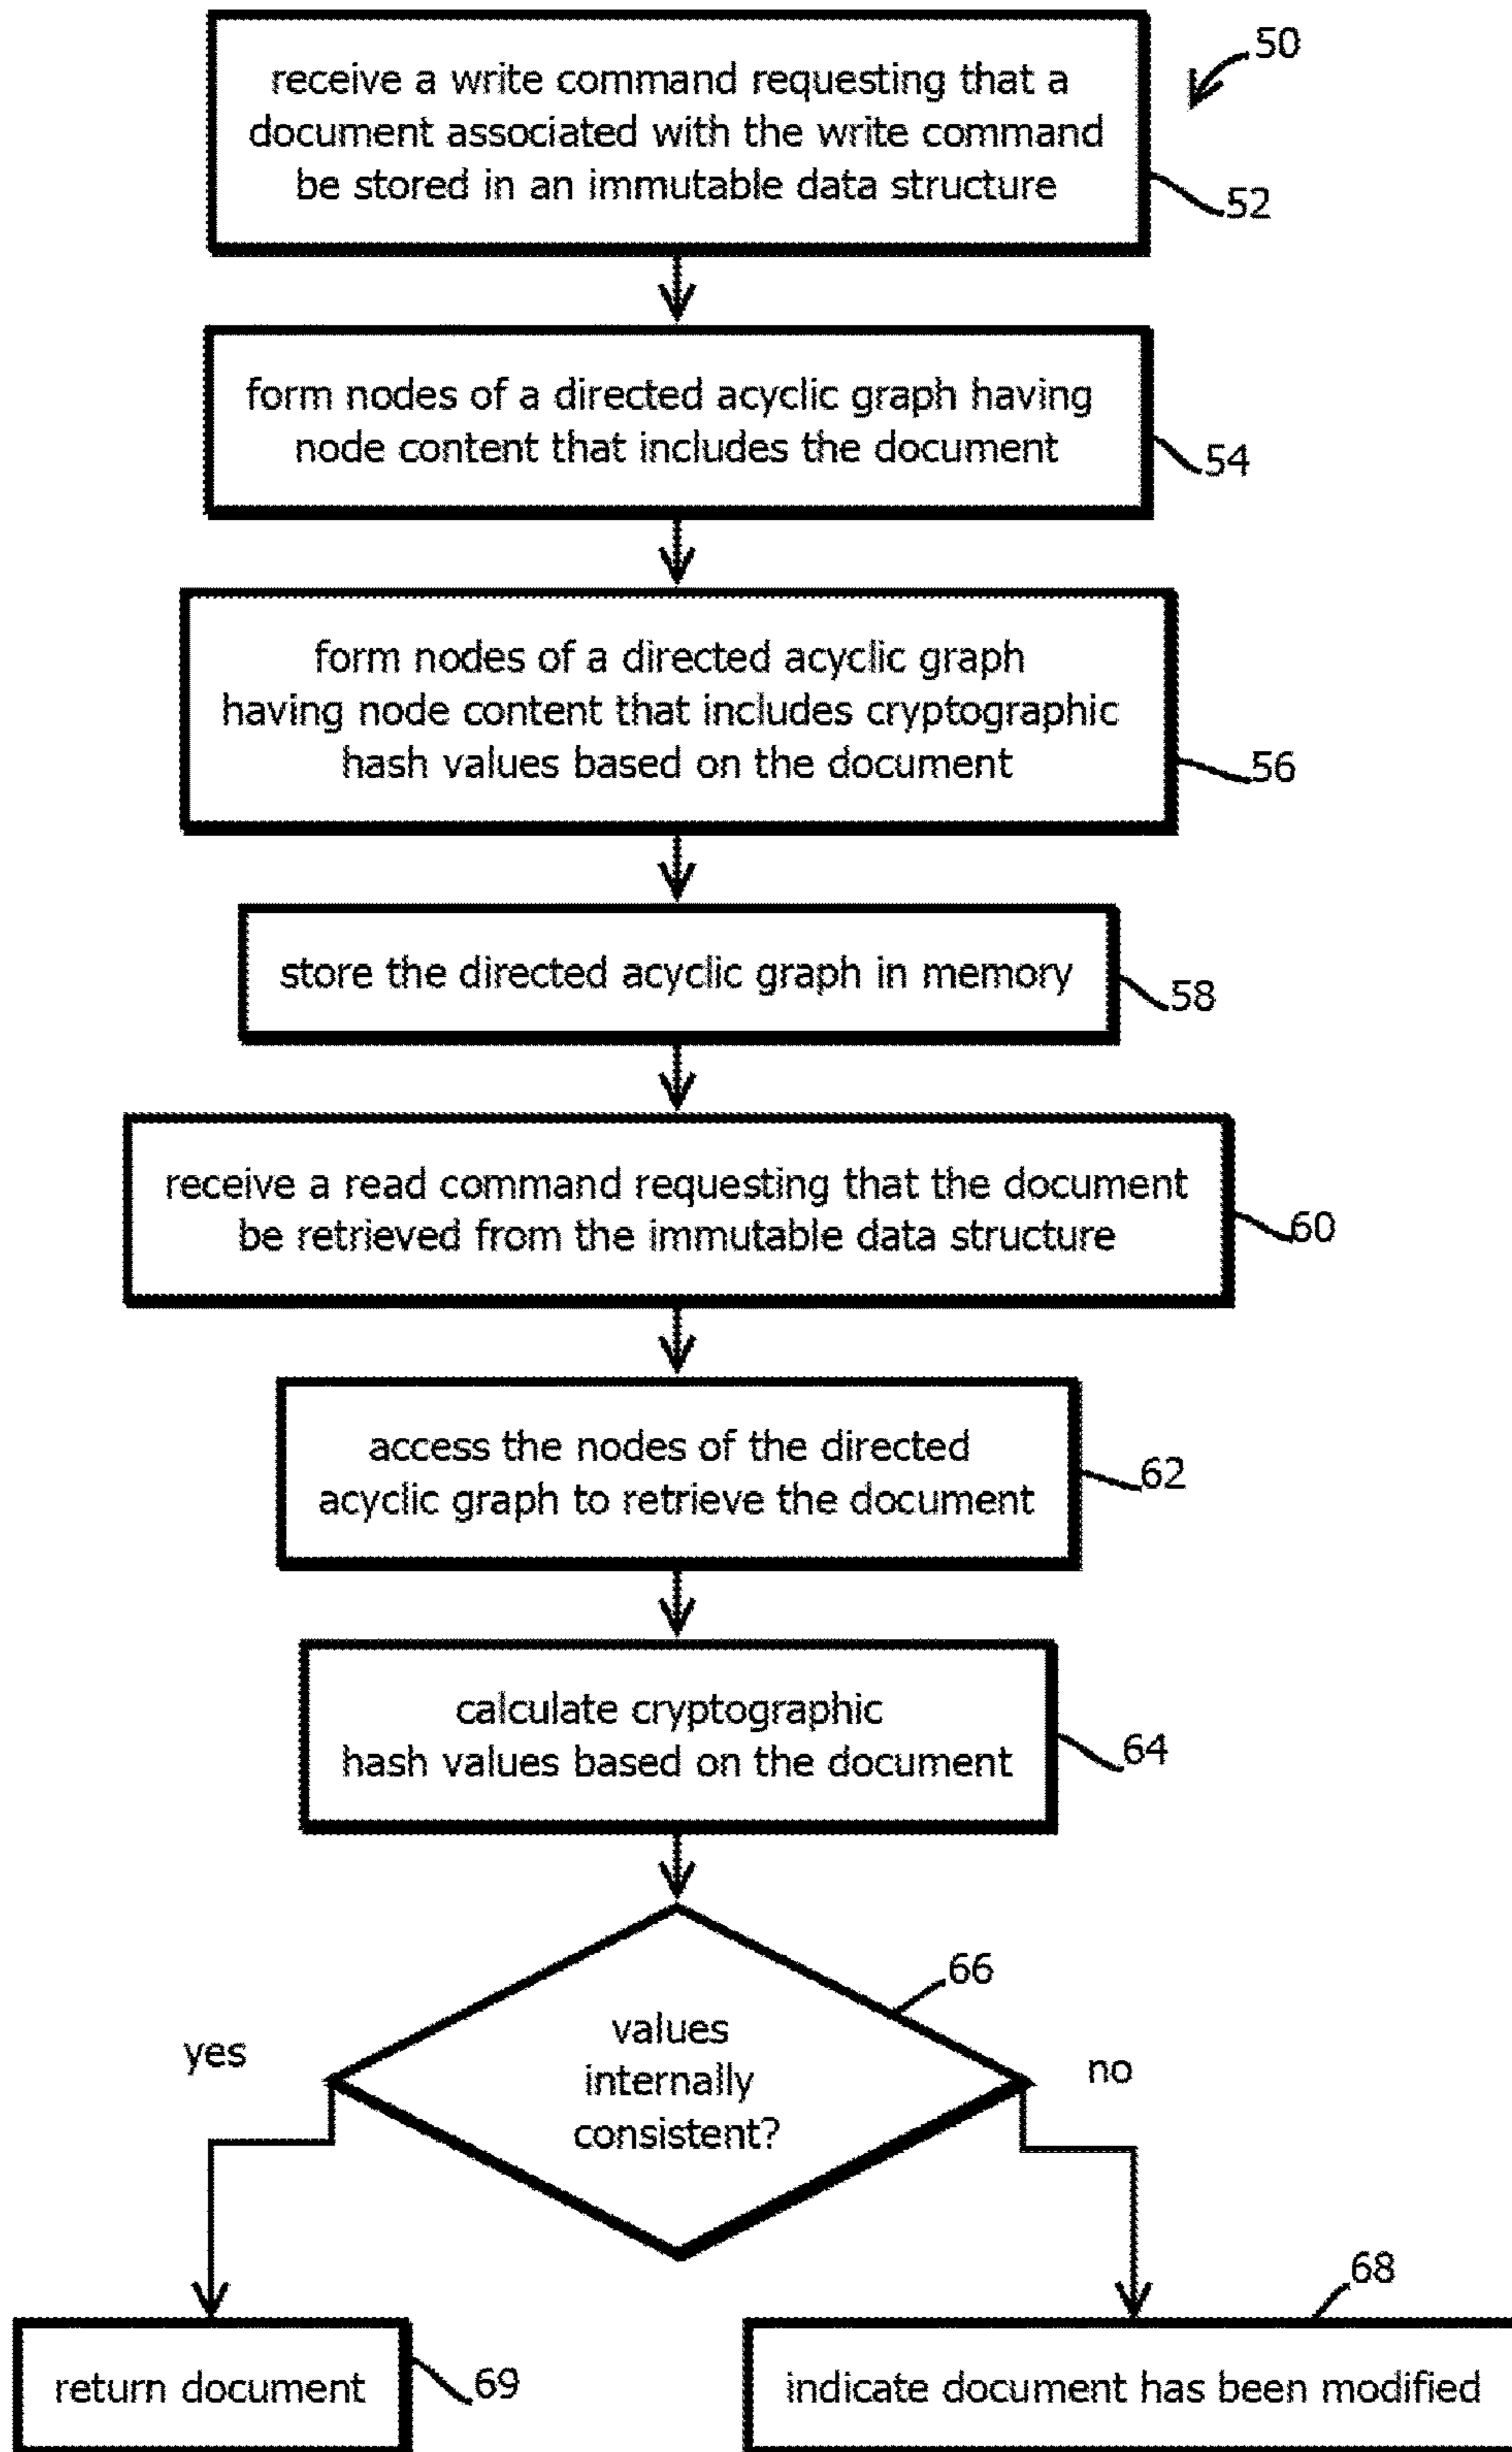 50
receive a write command requesting that a
document associated with the write command
be stored in an immutable data structure
52
form nodes of a directed acyclic graph having
node content that includes the document
54
form nodes of a directed acyclic graph
having node content that includes cryptographic
hash values based on the document
56
store the directed acyclic graph in memory
58
receive a read command requesting that the document
be retrieved from the immutable data structure
60
access the nodes of the directed
acyclic graph to retrieve the document
62
calculate cryptographic
hash values based on the document
64
66
values
internally
consistent?
yes
no
68
return document
69
indicate document has been modified